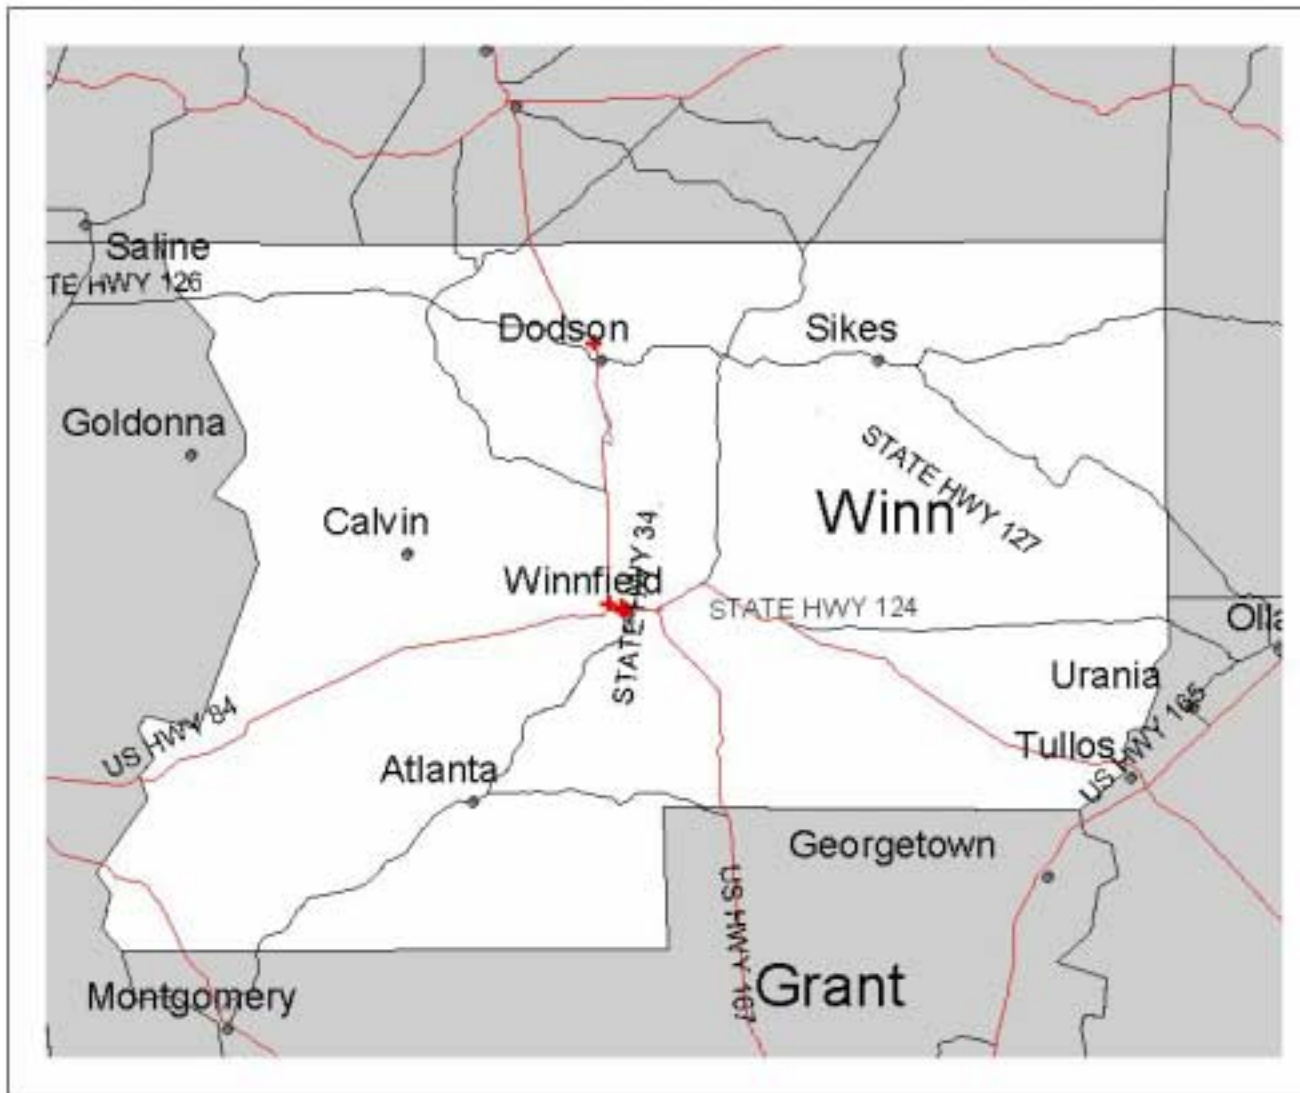 Saline
TE HWY 126
Dodson
Sikes
Goldonna
STATE HWY 127
Winn
Calvin
STATE HWY 34
Winnfield
STATE HWY 124
Olla
Urania
US HWY 165
US HWY 84
Tullos
Atlanta
Georgetown
US HWY 167
Grant
Montgomery